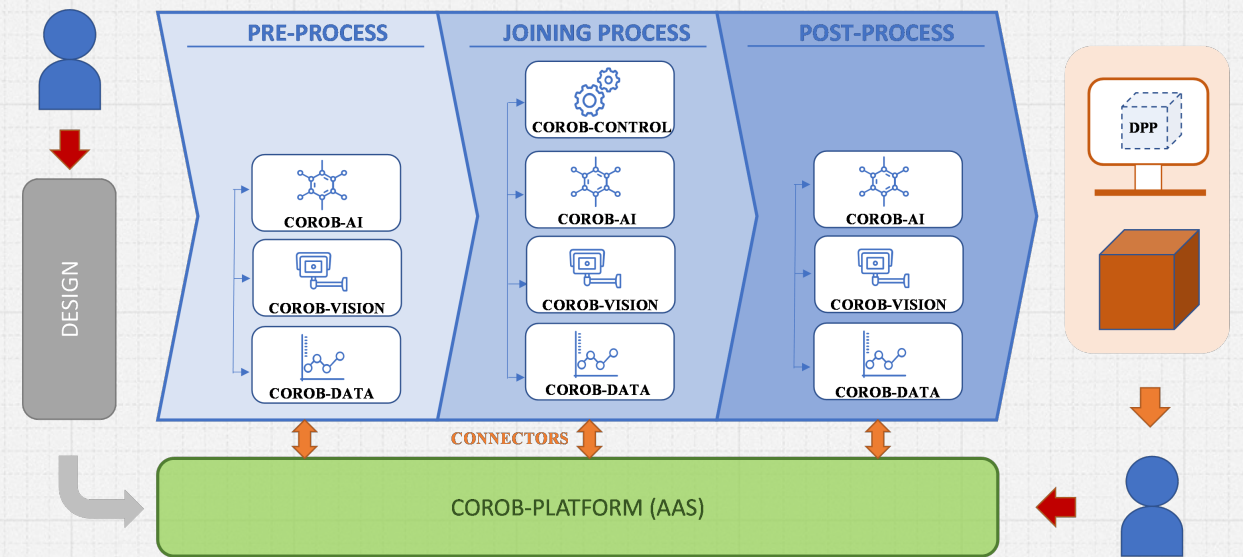 PRE-PROCESS
JOINING PROCESS
POST-PROCESS
COROB-CONTROL
COROB-AI
COROB-AI
COROB-AI
COROB-VISION
COROB-VISION
COROB-VISION
COROB-DATA
COROB-DATA
COROB-DATA
DESIGN
DPP
CONNECTORS
COROB-PLATFORM (AAS)